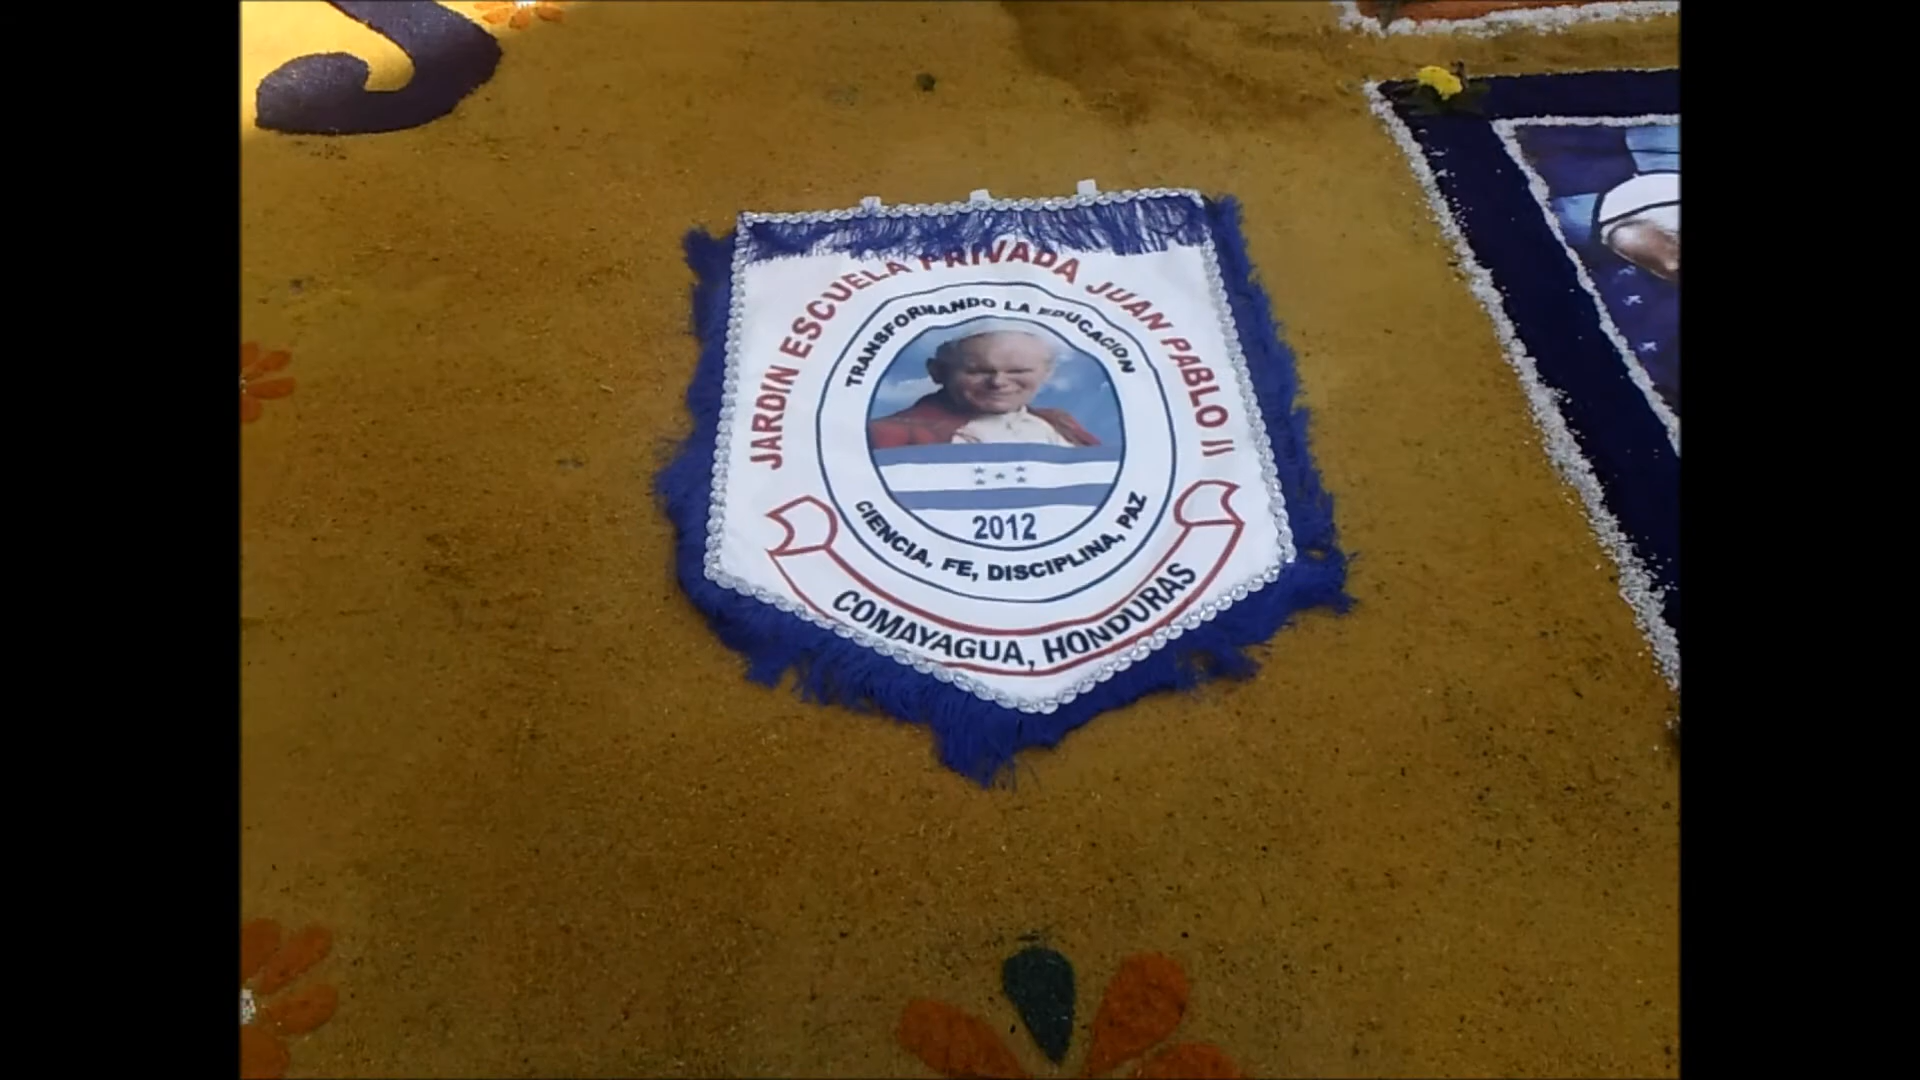 JARDIN ESCUELA PRIVADA JUAN PABLO II
TRANSFORMANDO LA EDUCACION
2012
CIENCIA, FE, DISCIPLINA, PAZ
COMAYAGUA, HONDURAS